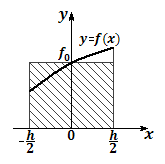 y
y=f(x)
f₀
-h/2 0 h/2 x